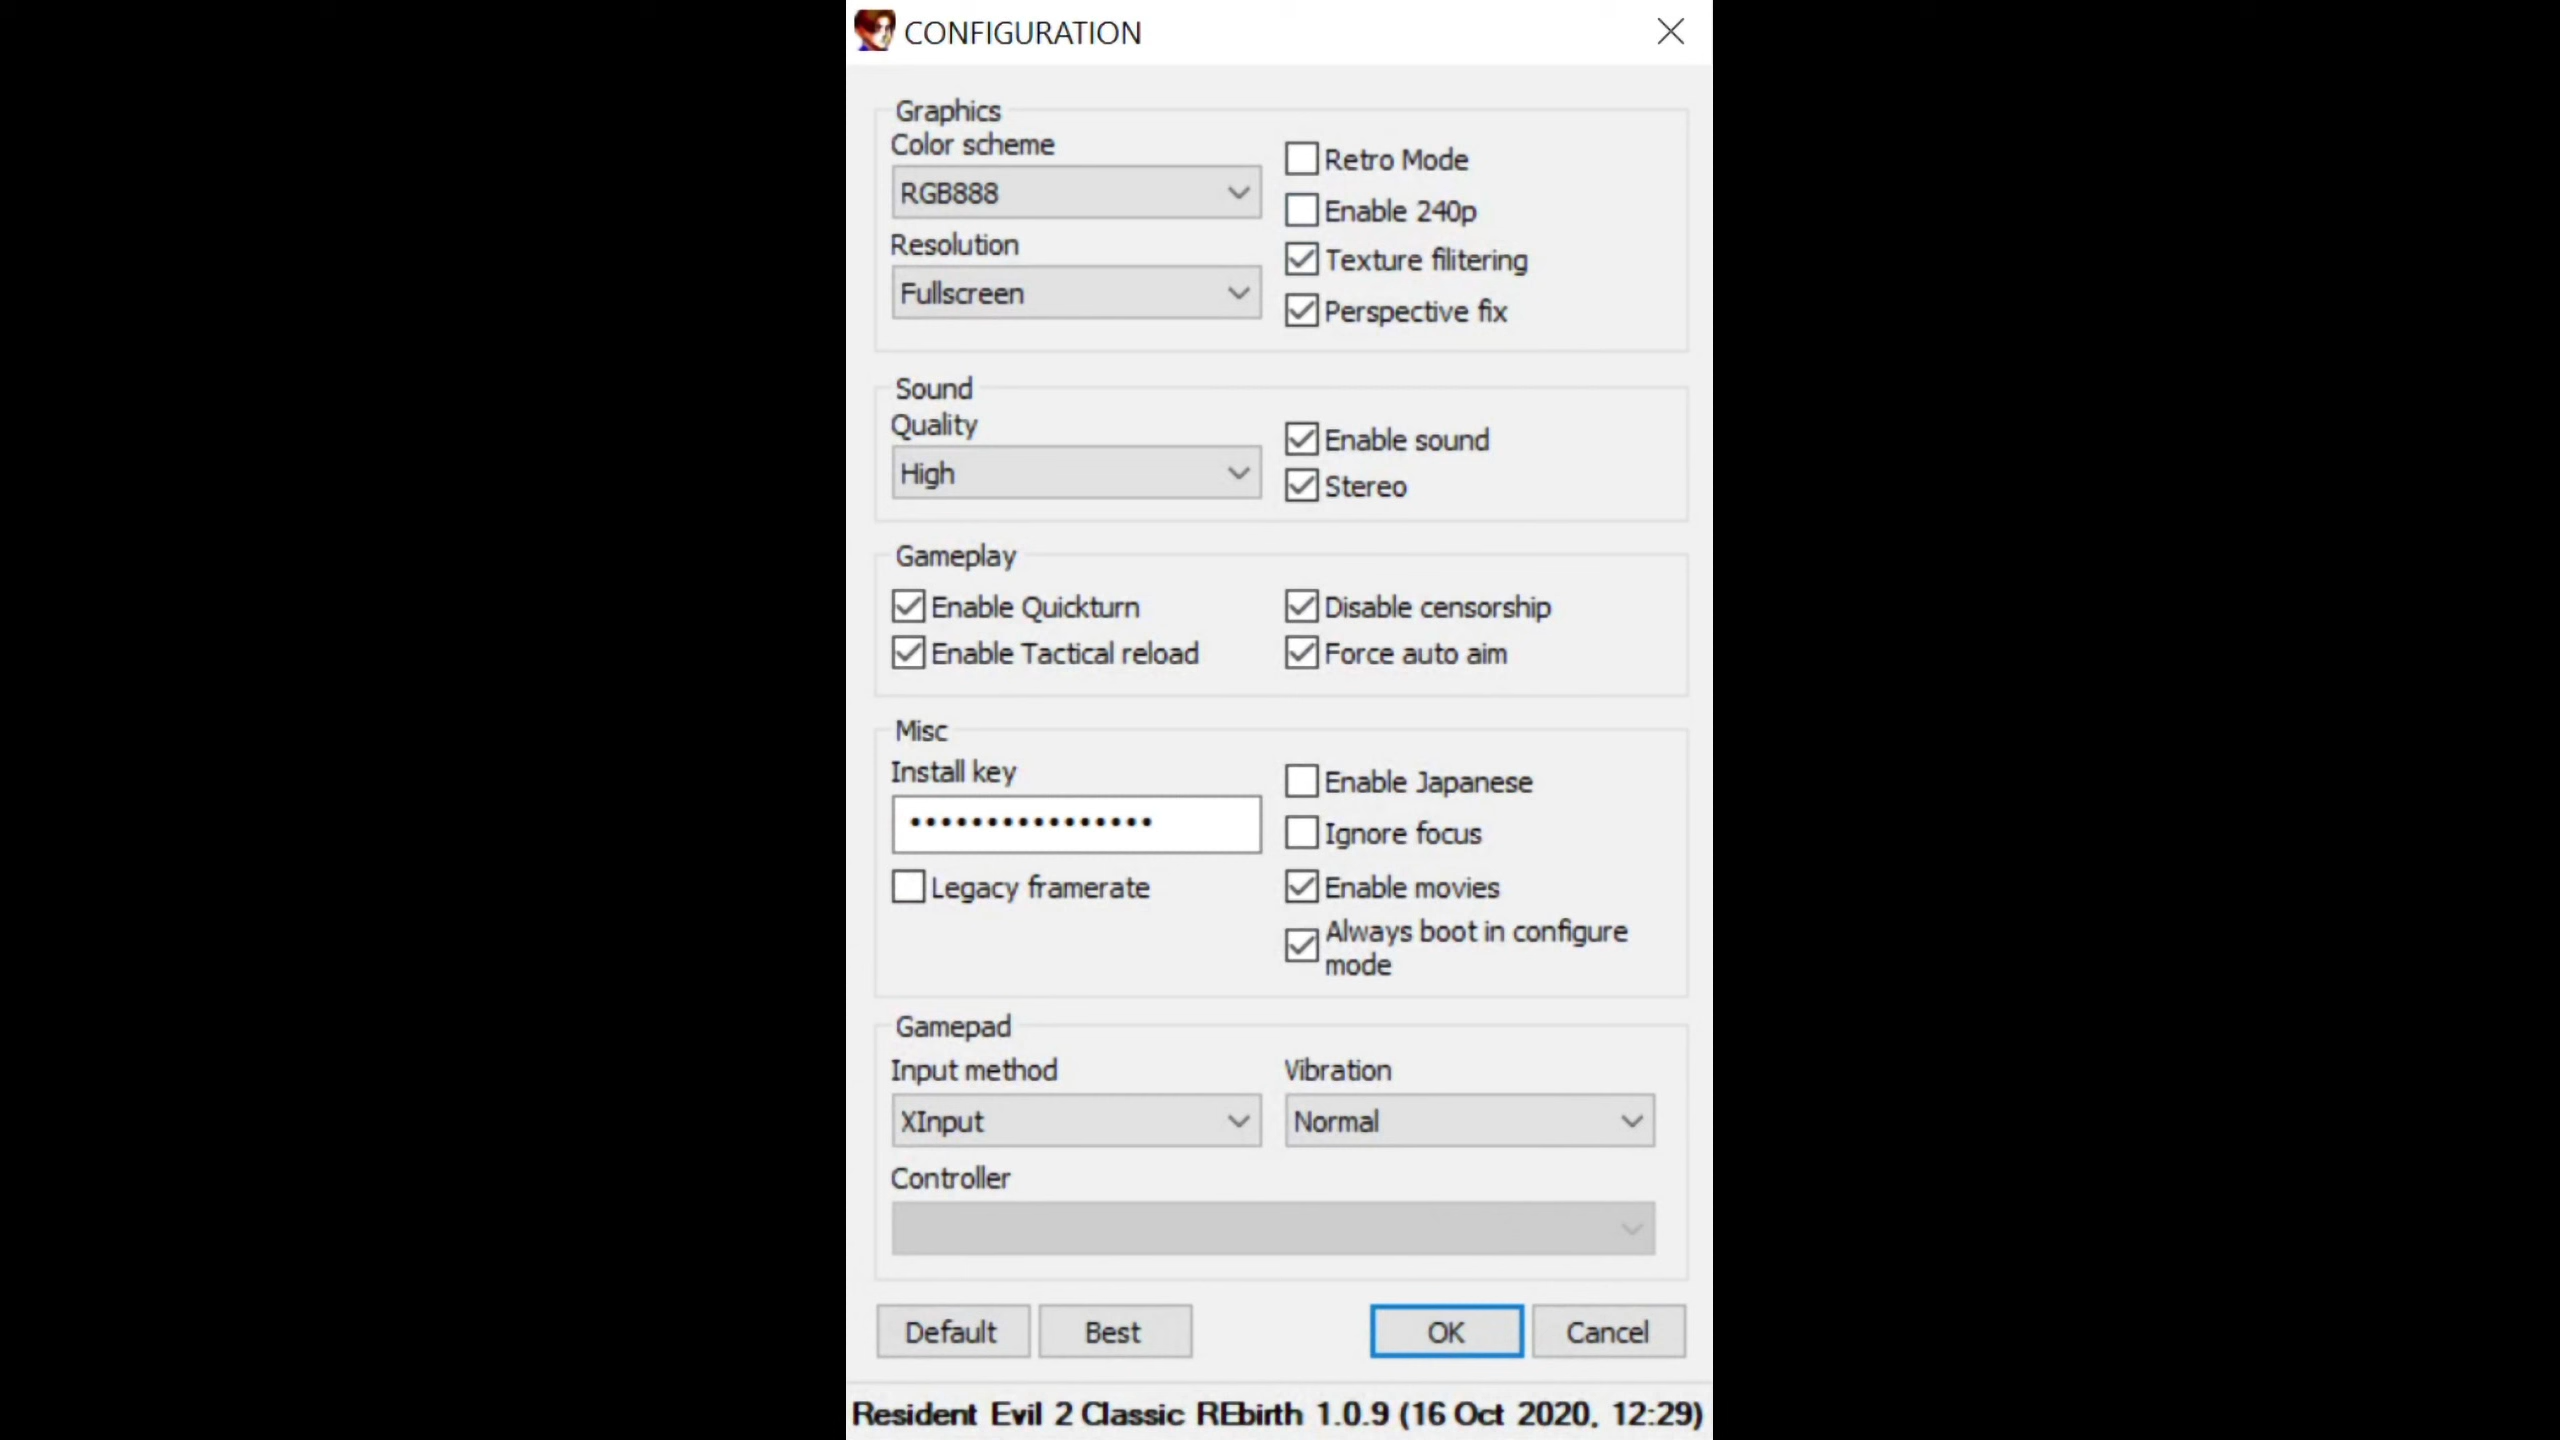 CONFIGURATION
Graphics
Color scheme
RGB888
Resolution
Fullscreen
Retro Mode
Enable 240p
Texture filitering
Perspective fix
Sound
Quality
High
Enable sound
Stereo
Gameplay
Enable Quickturn
Enable Tactical reload
Disable censorship
Force auto aim
Misc
Install key
••••••••••••••••
Legacy framerate
Enable Japanese
Ignore focus
Enable movies
Always boot in configure
mode
Gamepad
Input method
XInput
Vibration
Normal
Controller
Default
Best
OK
Cancel
Resident Evil 2 Classic REbirth 1.0.9 (16 Oct 2020, 12:29)